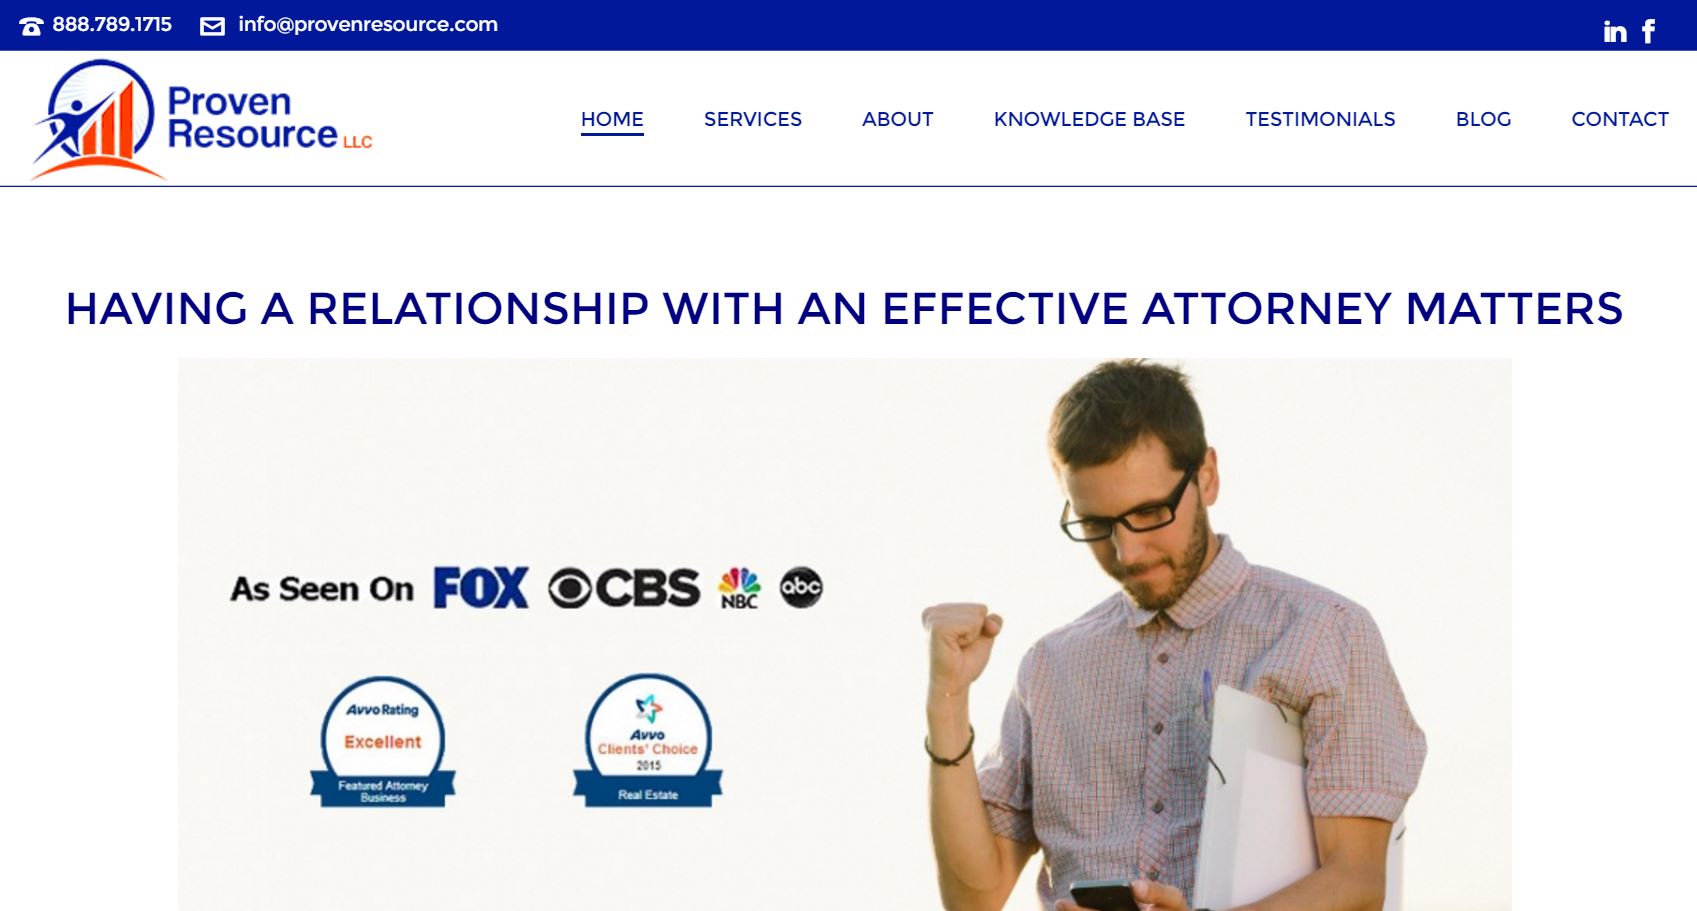 888.789.1715
info@provenresource.com
in f
Proven
Resource LLC
HOME
SERVICES
ABOUT
KNOWLEDGE BASE
TESTIMONIALS
BLOG
CONTACT
HAVING A RELATIONSHIP WITH AN EFFECTIVE ATTORNEY MATTERS
As Seen On FOX CBS NBC abc
Avvo Rating
Excellent
Featured Attorney
Business
Avvo
Clients' Choice
2015
Real Estate